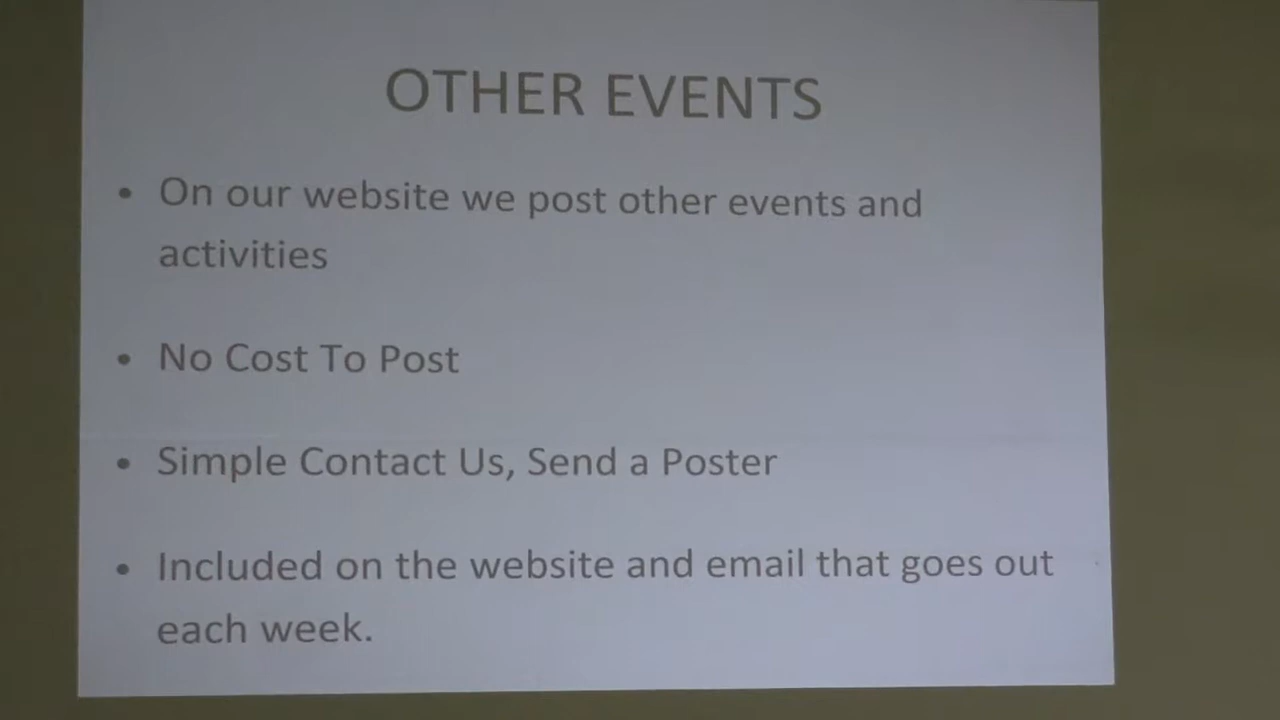 OTHER EVENTS
• On our website we post other events and
activities
• No Cost To Post
• Simple Contact Us, Send a Poster
• Included on the website and email that goes out
each week.